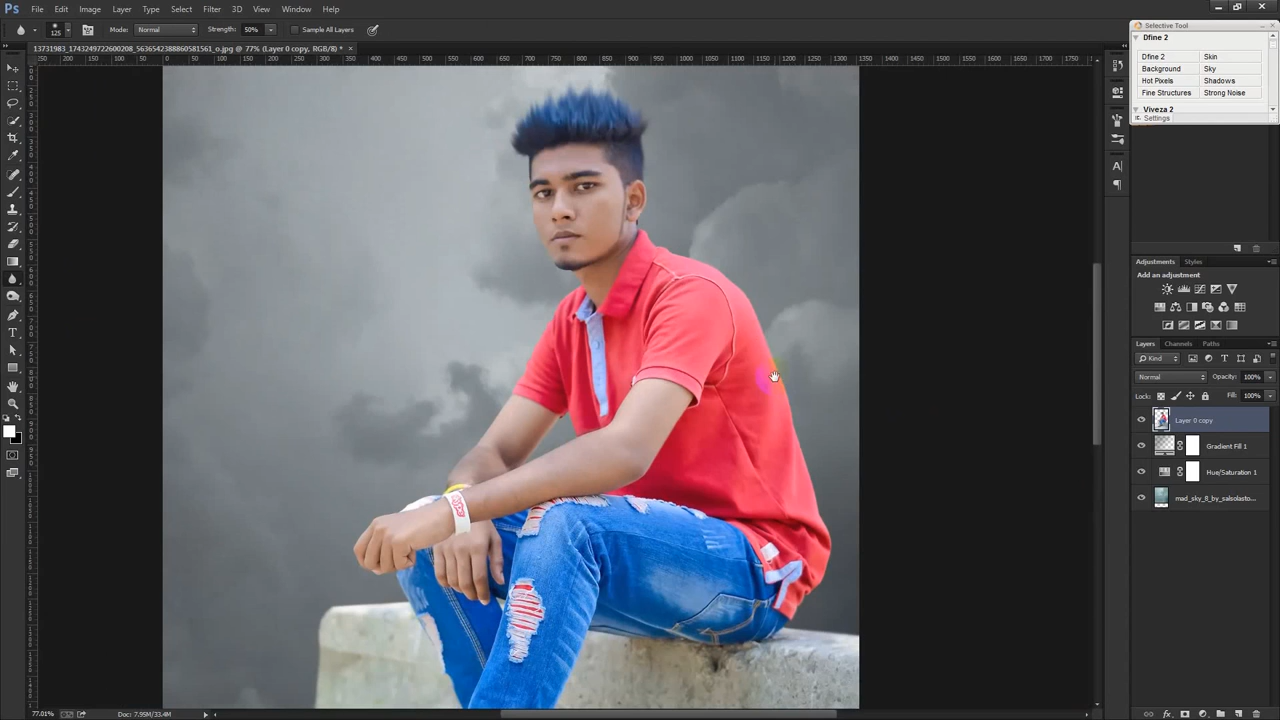 Ps File Edit Image Layer Type Select Filter 3D View Window Help
125 Mode: Normal Strength: 50% Sample All Layers
13731983_1743249722600208_5636542388860581561_o.jpg @ 77% (Layer 0 copy, RGB/8) * ×
Selective Tool
Dfine 2
Dfine 2 Skin
Background Sky
Hot Pixels Shadows
Fine Structures Strong Noise
Viveza 2
Settings
Adjustments Styles
Add an adjustment
Layers Channels Paths
Kind
Normal Opacity: 100%
Lock: Fill: 100%
Layer 0 copy
Gradient Fill 1
Hue/Saturation 1
mad_sky_8_by_salsolasto...
77.01% Doc: 7.95M/33.4M